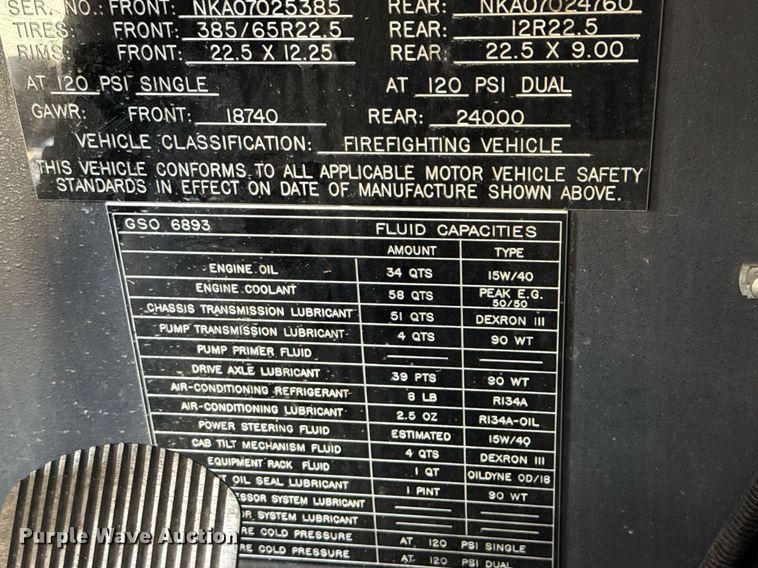 SER. NO.: FRONT: NKA07025385 REAR: NKA07024760
TIRES: FRONT: 385/65R22.5 REAR: 12R22.5
RIMS: FRONT: 22.5 X 12.25 REAR: 22.5 X 9.00
AT 120 PSI SINGLE AT 120 PSI DUAL
GAWR: FRONT: 18740 REAR: 24000
VEHICLE CLASSIFICATION: FIREFIGHTING VEHICLE
THIS VEHICLE CONFORMS TO ALL APPLICABLE MOTOR VEHICLE SAFETY
STANDARDS IN EFFECT ON DATE OF MANUFACTURE SHOWN ABOVE.
GSO 6893 FLUID CAPACITIES
AMOUNT TYPE
ENGINE OIL 34 QTS 15W/40
ENGINE COOLANT 58 QTS PEAK E.G. 50/50
CHASSIS TRANSMISSION LUBRICANT 51 QTS DEXRON III
PUMP TRANSMISSION LUBRICANT 4 QTS 90 WT
PUMP PRIMER FLUID
DRIVE AXLE LUBRICANT 39 PTS 90 WT
AIR-CONDITIONING REFRIGERANT 8 LB R134A
AIR-CONDITIONING LUBRICANT 2.5 OZ R134A-OIL
POWER STEERING FLUID ESTIMATED 15W/40
CAB TILT MECHANISM FLUID 4 QTS DEXRON III
EQUIPMENT RACK FLUID 1 QT OILDYNE OD/18
OIL SEAL LUBRICANT 1 PINT 90 WT
SYSTEM LUBRICANT
SYSTEM LUBRICANT
COLD PRESSURE AT 120 PSI SINGLE
COLD PRESSURE AT 120 PSI DUAL
Purple Wave Auction